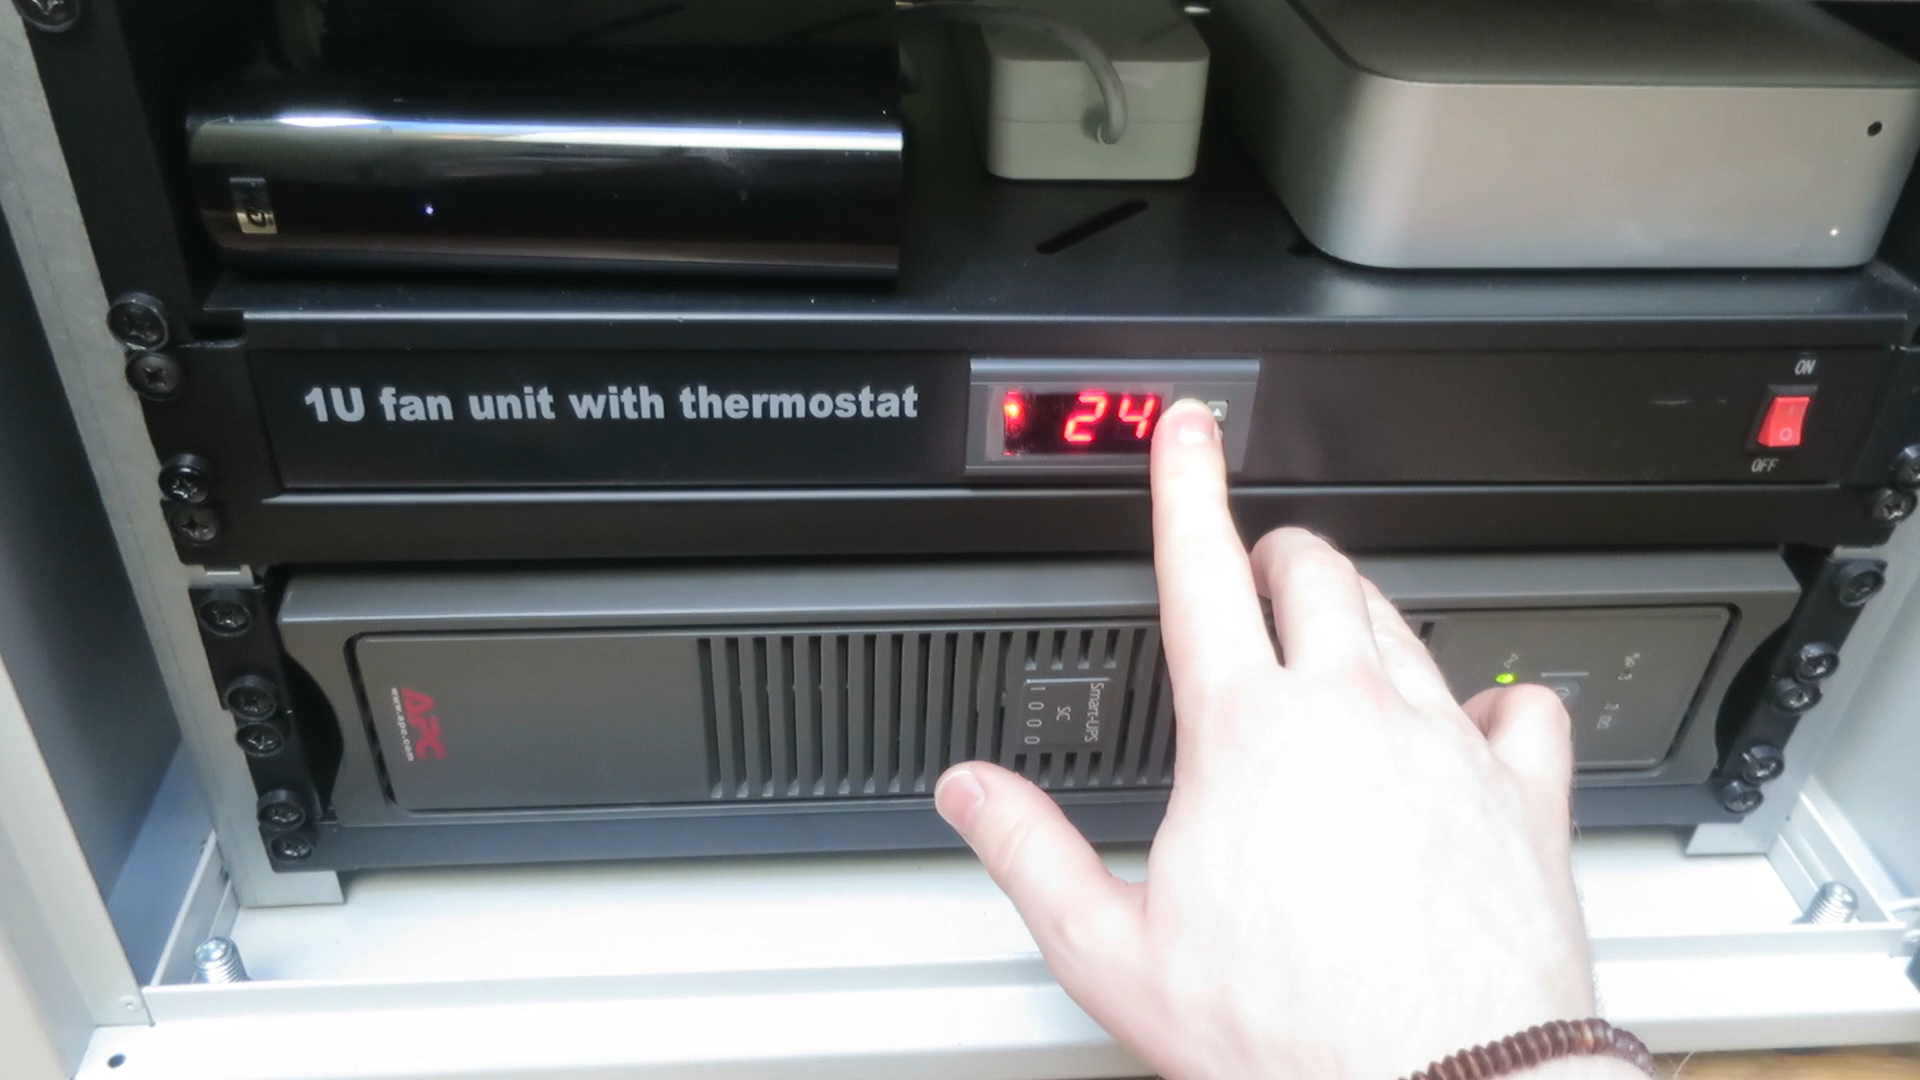 ON
1U fan unit with thermostat
24
OFF
APC
www.apc.com
Smart-UPS
SC
1000